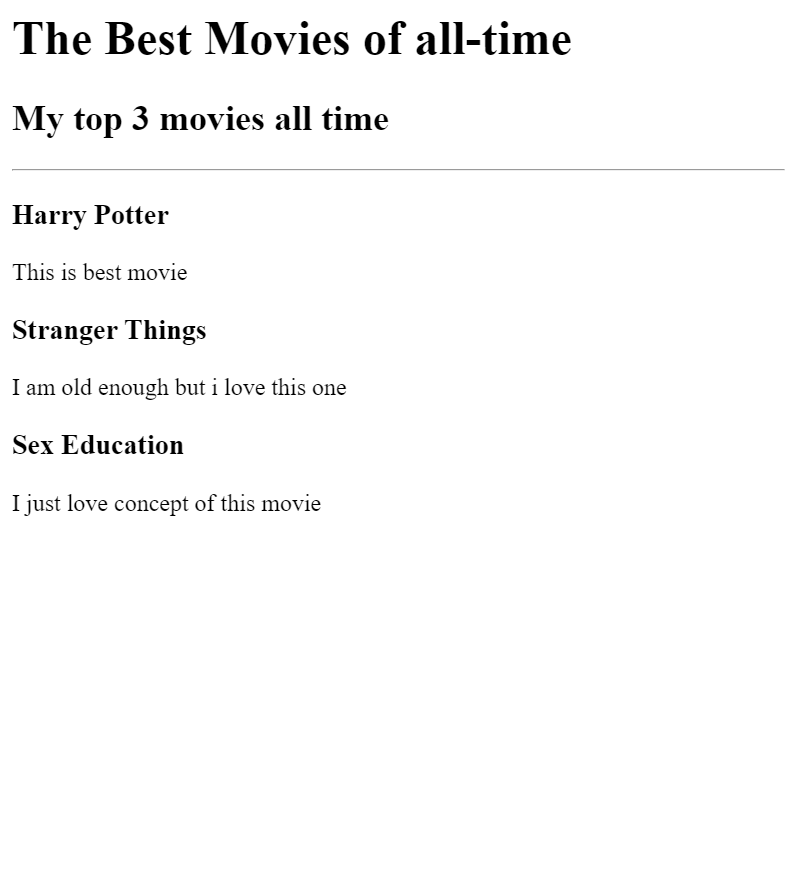 The Best Movies of all-time
My top 3 movies all time
Harry Potter
This is best movie
Stranger Things
I am old enough but i love this one
Sex Education
I just love concept of this movie